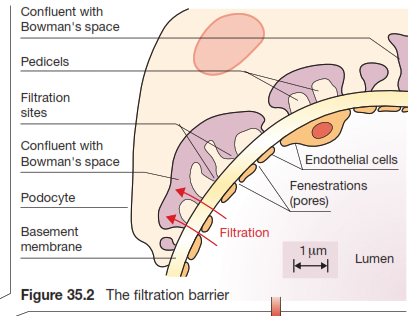 Confluent with
Bowman's space
Pedicels
Filtration
sites
Confluent with
Bowman's space
Podocyte
Basement
membrane
Endothelial cells
Fenestrations
(pores)
Filtration
1 µm
Lumen
Figure 35.2 The filtration barrier